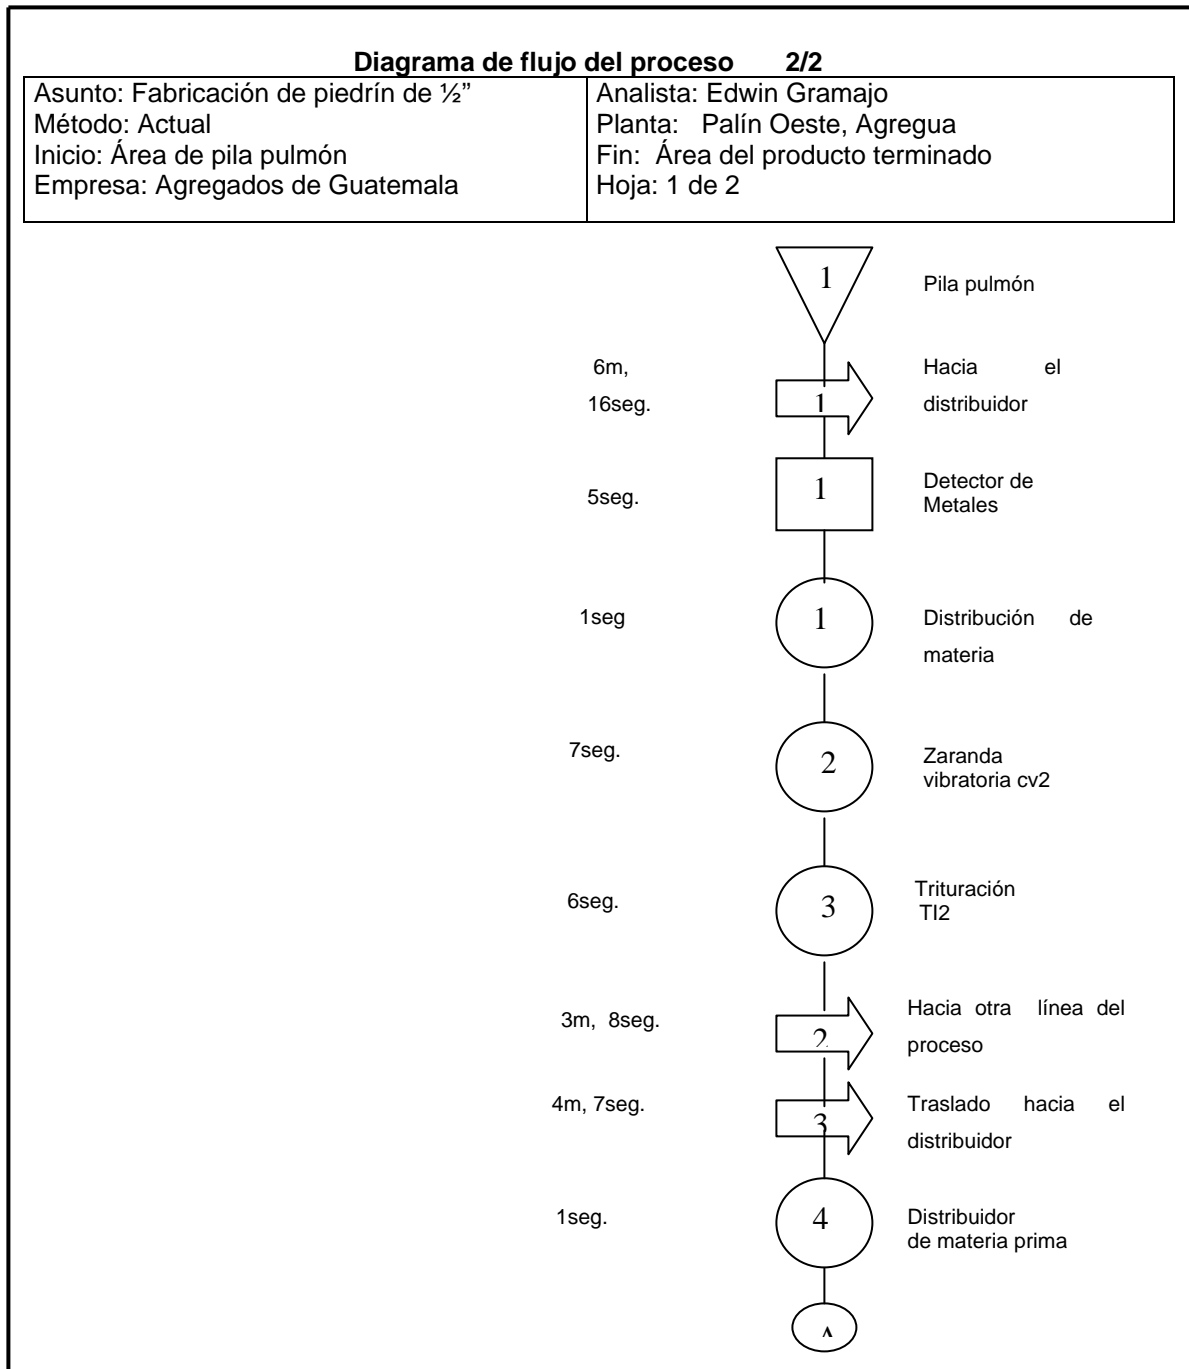 Diagrama de flujo del proceso 2/2
Asunto: Fabricación de piedrín de ½”
Método: Actual
Inicio: Área de pila pulmón
Empresa: Agregados de Guatemala
Analista: Edwin Gramajo
Planta: Palín Oeste, Agregua
Fin: Área del producto terminado
Hoja: 1 de 2
1
Pila pulmón
6m,
16seg.
1
Hacia el
distribuidor
5seg.
1
Detector de
Metales
1seg
1
Distribución de
materia
7seg.
2
Zaranda
vibratoria cv2
6seg.
3
Trituración
TI2
3m, 8seg.
2
Hacia otra línea del
proceso
4m, 7seg.
3
Traslado hacia el
distribuidor
1seg.
4
Distribuidor
de materia prima
A